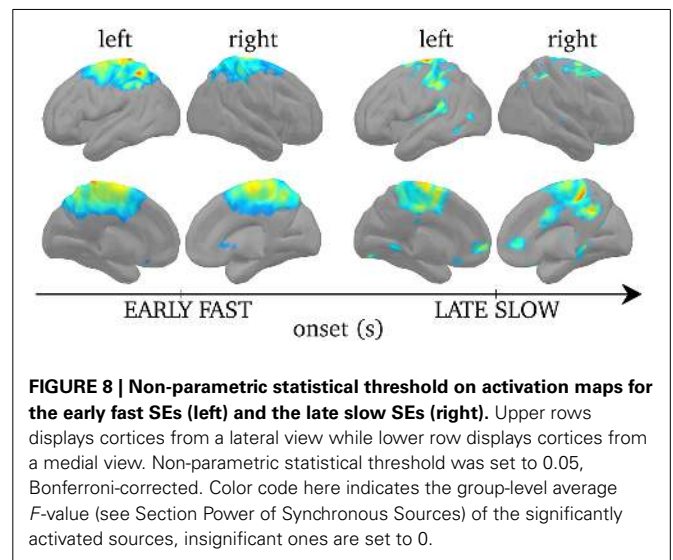 left right left right
EARLY FAST LATE SLOW
onset (s)
FIGURE 8 | Non-parametric statistical threshold on activation maps for
the early fast SEs (left) and the late slow SEs (right). Upper rows
displays cortices from a lateral view while lower row displays cortices from
a medial view. Non-parametric statistical threshold was set to 0.05,
Bonferroni-corrected. Color code here indicates the group-level average
F-value (see Section Power of Synchronous Sources) of the significantly
activated sources, insignificant ones are set to 0.